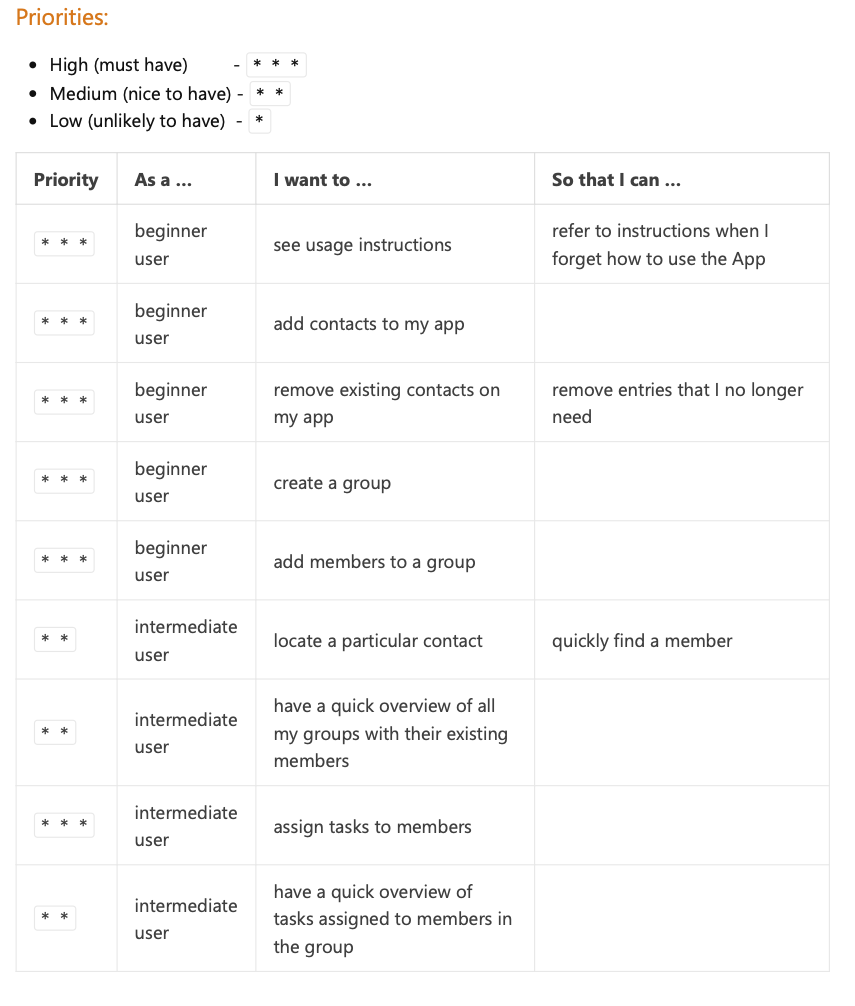 Priorities:
High (must have) - * * *
Medium (nice to have) - * *
Low (unlikely to have) - *
Priority As a ... I want to ... So that I can ...
* * * beginner user see usage instructions refer to instructions when I forget how to use the App
* * * beginner user add contacts to my app
* * * beginner user remove existing contacts on my app remove entries that I no longer need
* * * beginner user create a group
* * * beginner user add members to a group
* * intermediate user locate a particular contact quickly find a member
* * intermediate user have a quick overview of all my groups with their existing members
* * * intermediate user assign tasks to members
* * intermediate user have a quick overview of tasks assigned to members in the group